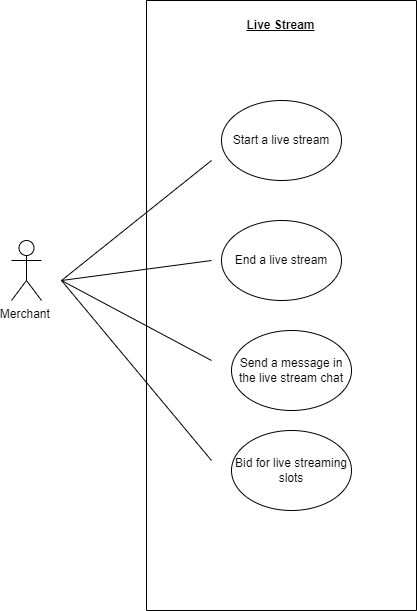 Live Stream
Start a live stream
End a live stream
Merchant
Send a message in
the live stream chat
Bid for live streaming
slots